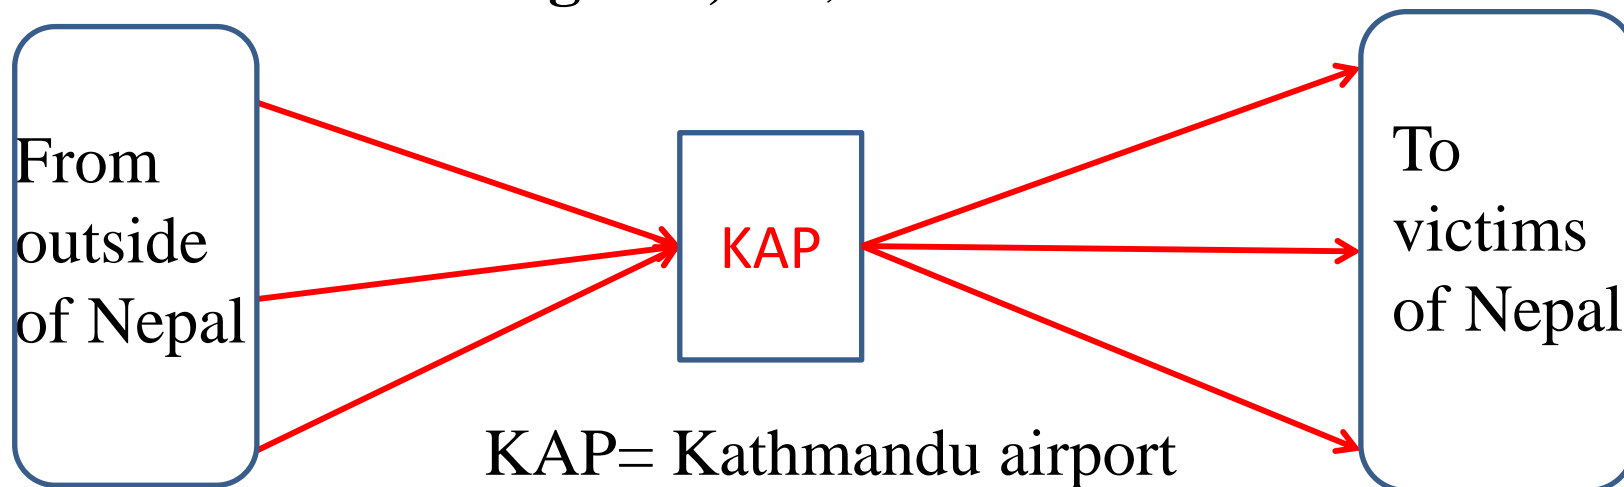 From
outside
of Nepal
KAP
To
victims
of Nepal
KAP= Kathmandu airport